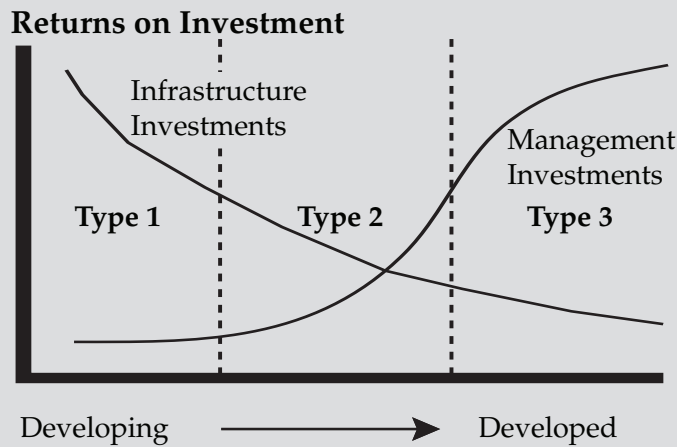 Returns on Investment
Infrastructure
Investments
Management
Investments
Type 1
Type 2
Type 3
Developing
Developed